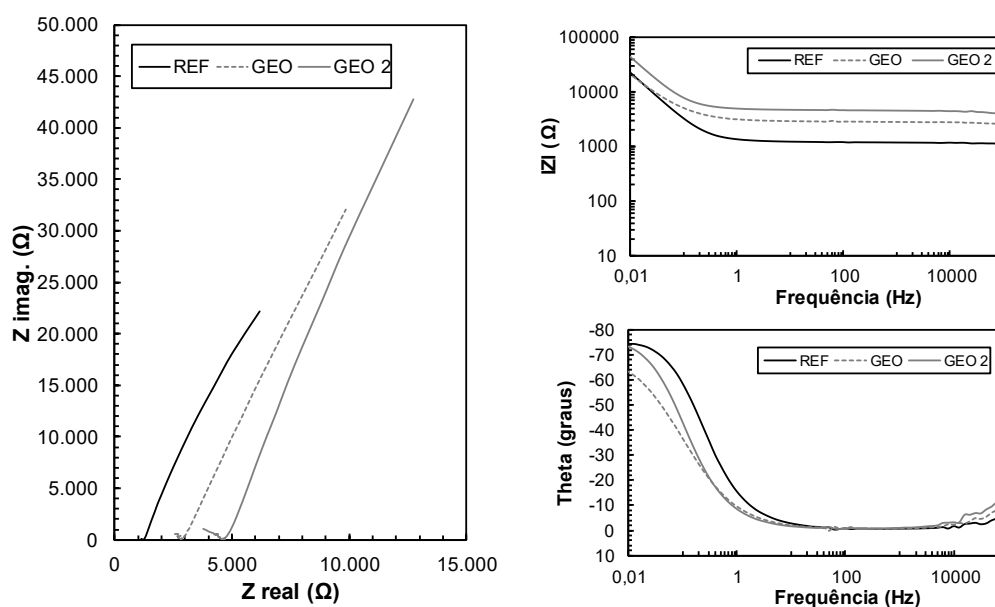 50.000
45.000
40.000
35.000
30.000
25.000
20.000
15.000
10.000
5.000
0
Z imag. (Ω)
REF GEO GEO 2
0 5.000 10.000 15.000
Z real (Ω)
100000
10000
1000
100
10
|Z| (Ω)
REF GEO GEO 2
0,01 1 100 10000
Frequência (Hz)
-80
-70
-60
-50
-40
-30
-20
-10
0
10
Theta (graus)
REF GEO GEO 2
0,01 1 100 10000
Frequência (Hz)